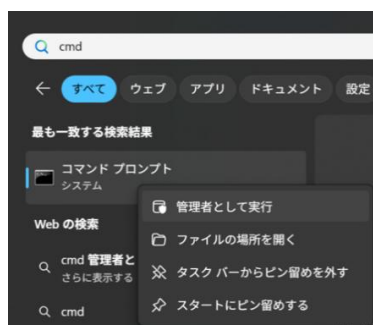 cmd
すべて ウェブ アプリ ドキュメント 設定
最も一致する検索結果
コマンド プロンプト
システム
管理者として実行
Web の検索
ファイルの場所を開く
cmd 管理者と
さらに表示する
タスク バーからピン留めを外す
cmd
スタートにピン留めする